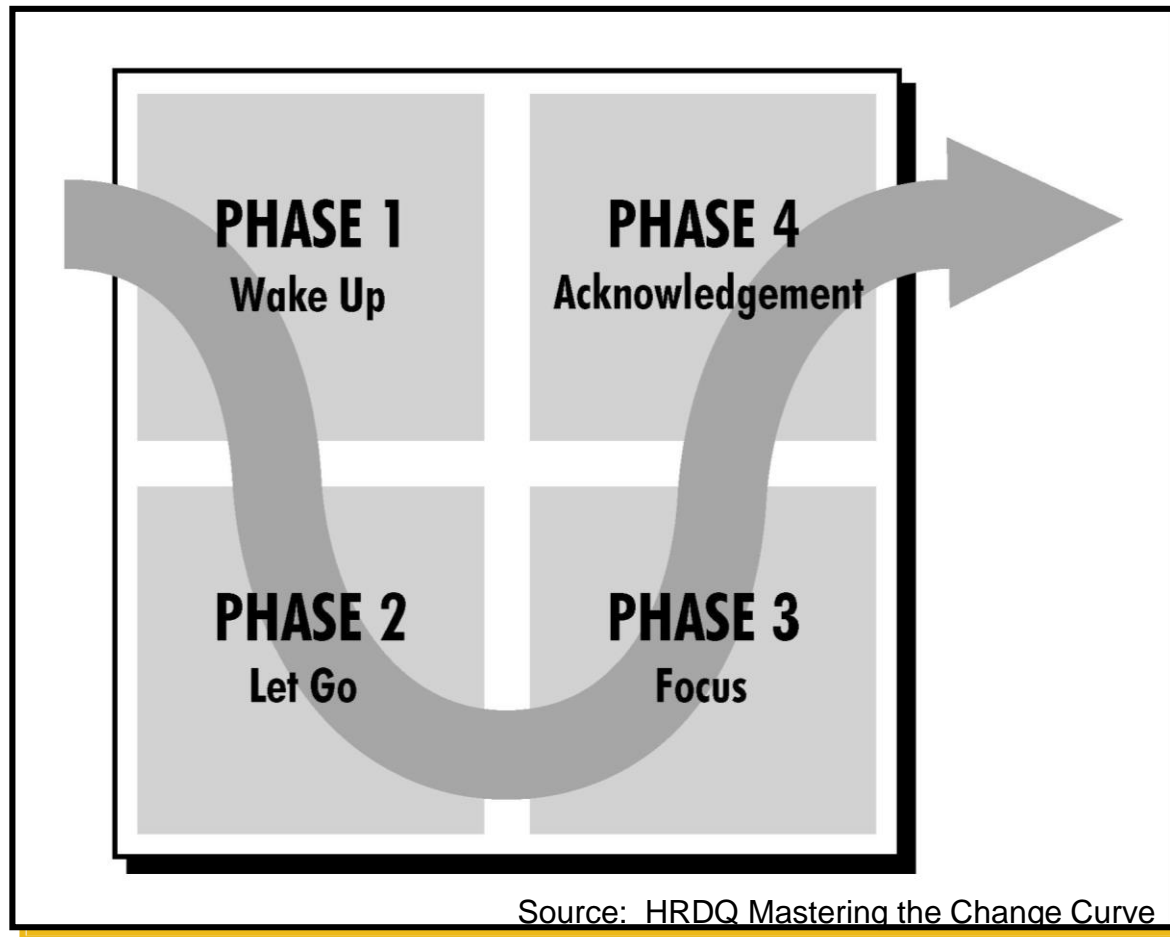 PHASE 1
Wake Up
PHASE 4
Acknowledgement
PHASE 2
Let Go
PHASE 3
Focus
Source: HRDQ Mastering the Change Curve